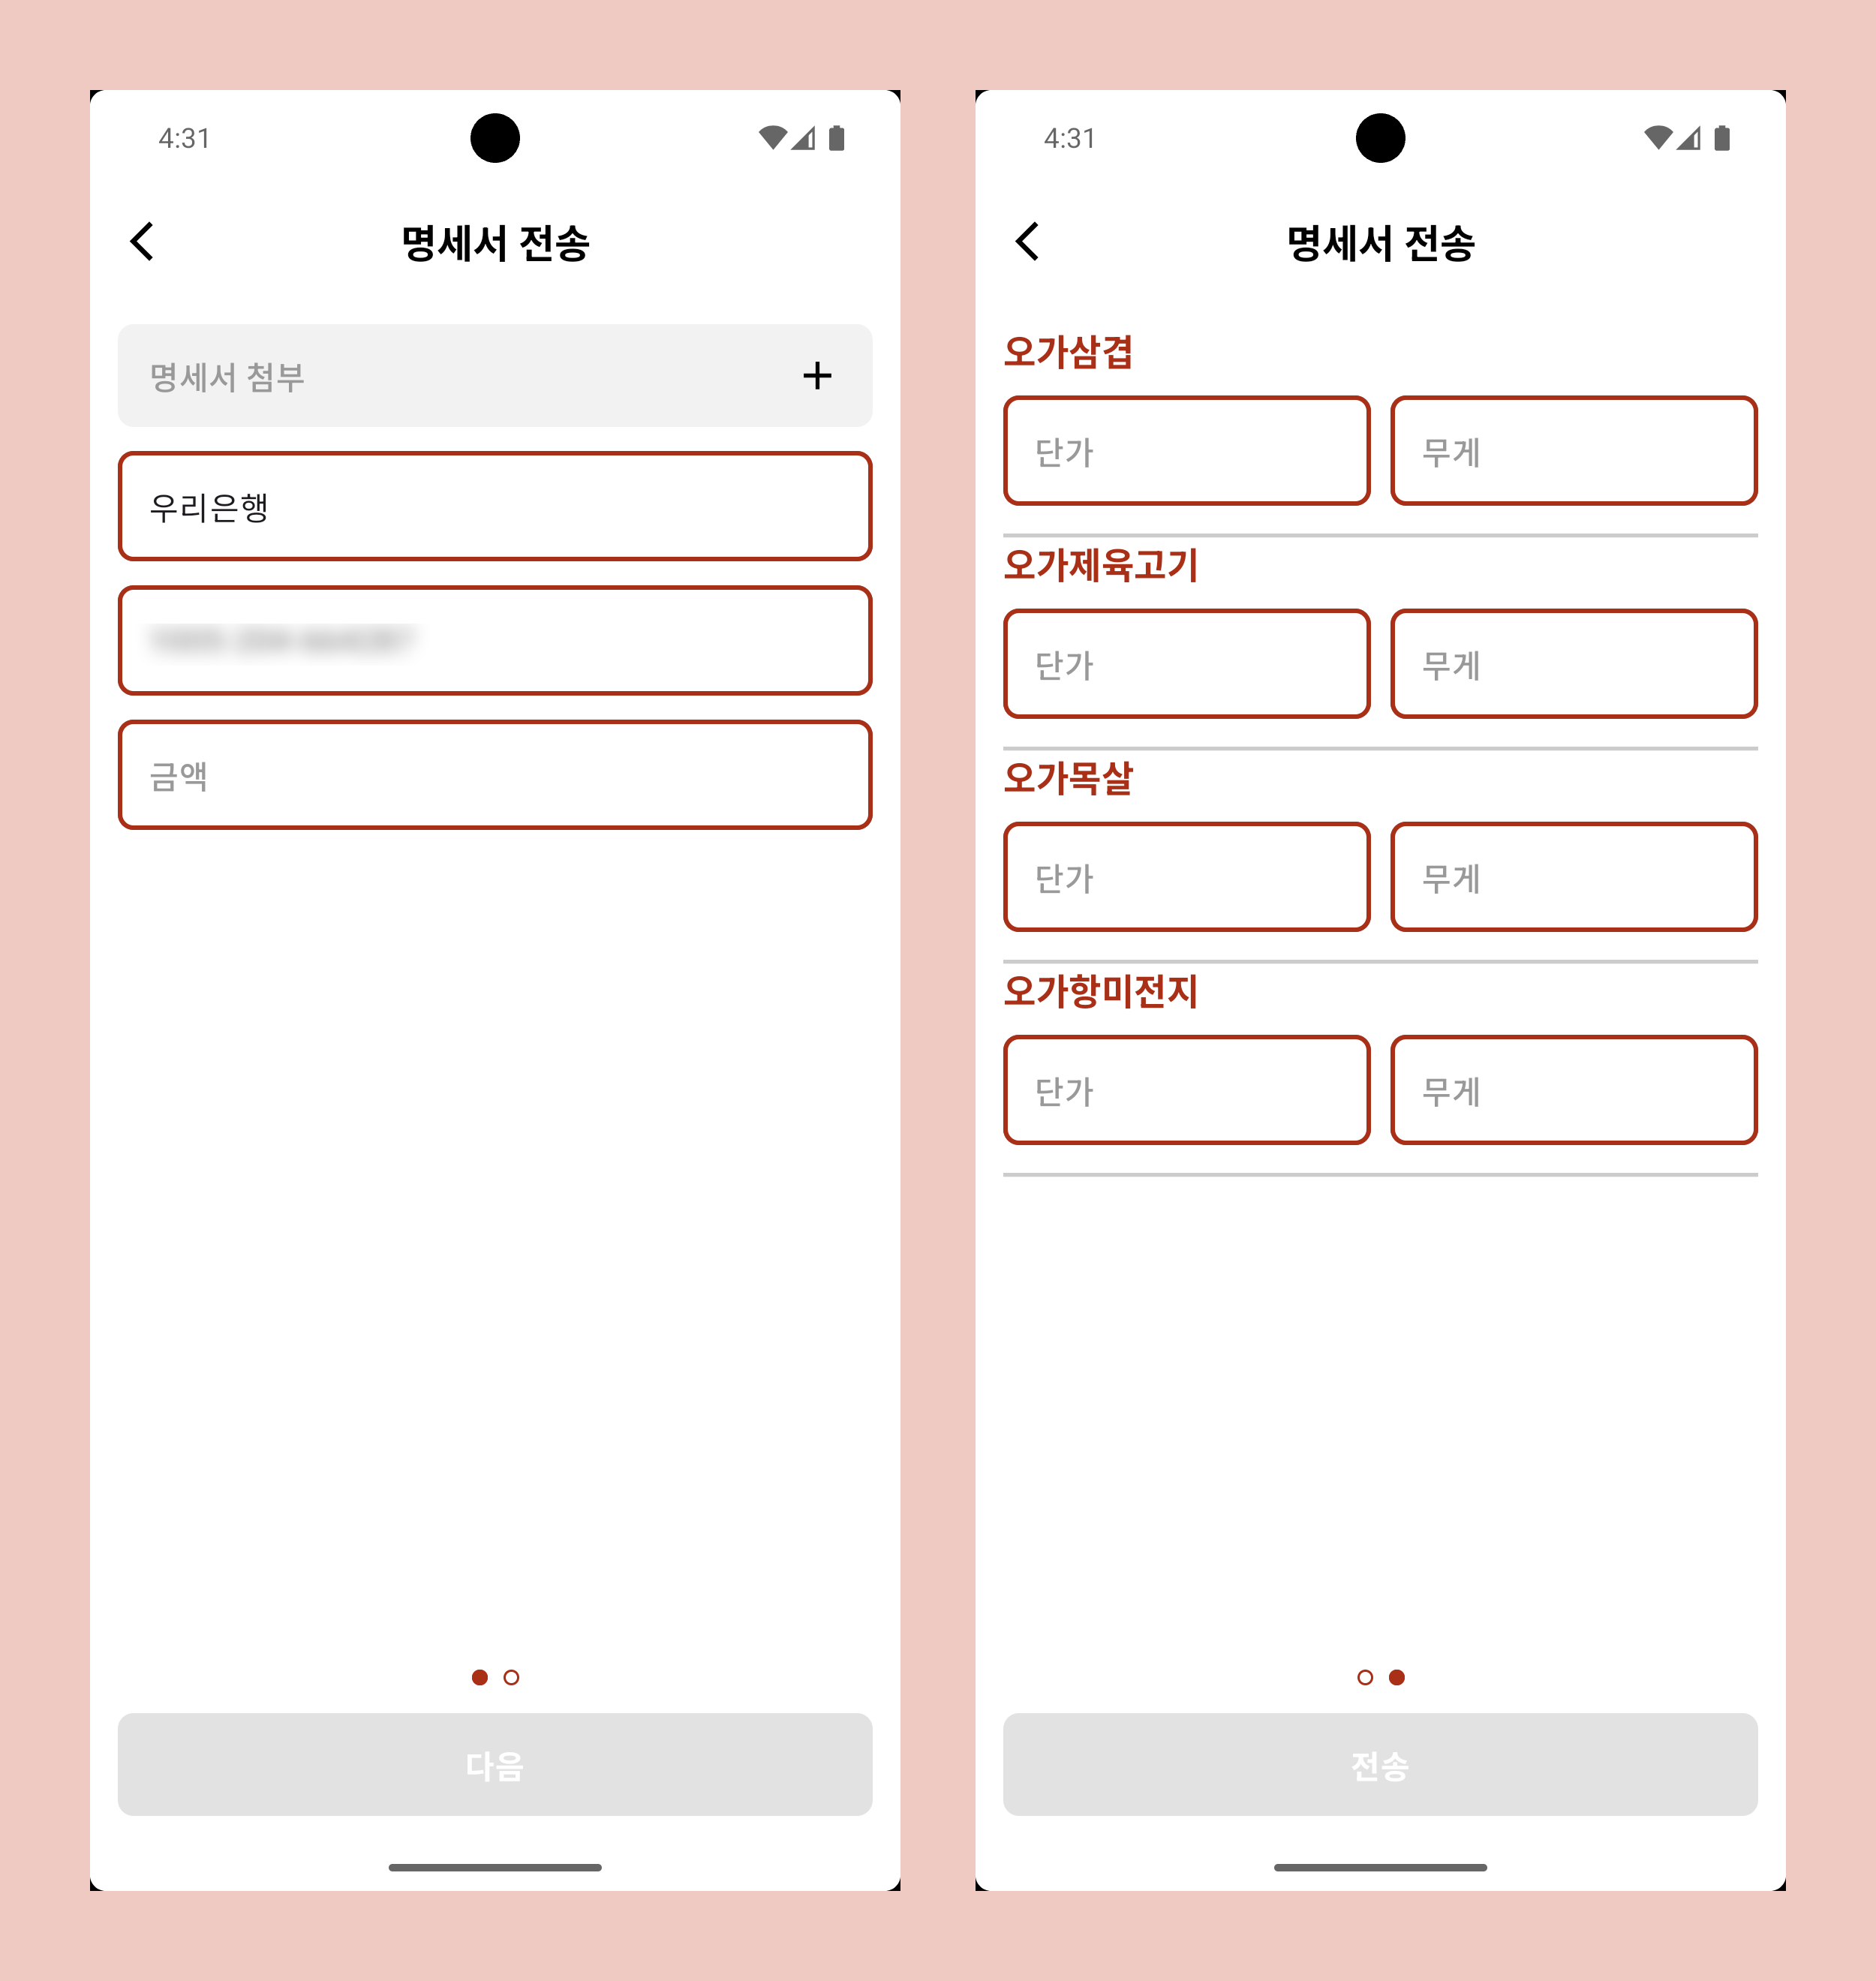 4:31
명세서 전송
명세서 첨부
우리은행
금액
다음
4:31
명세서 전송
오가삼겹
단가 무게
오가제육고기
단가 무게
오가목살
단가 무게
오가항미전지
단가 무게
전송